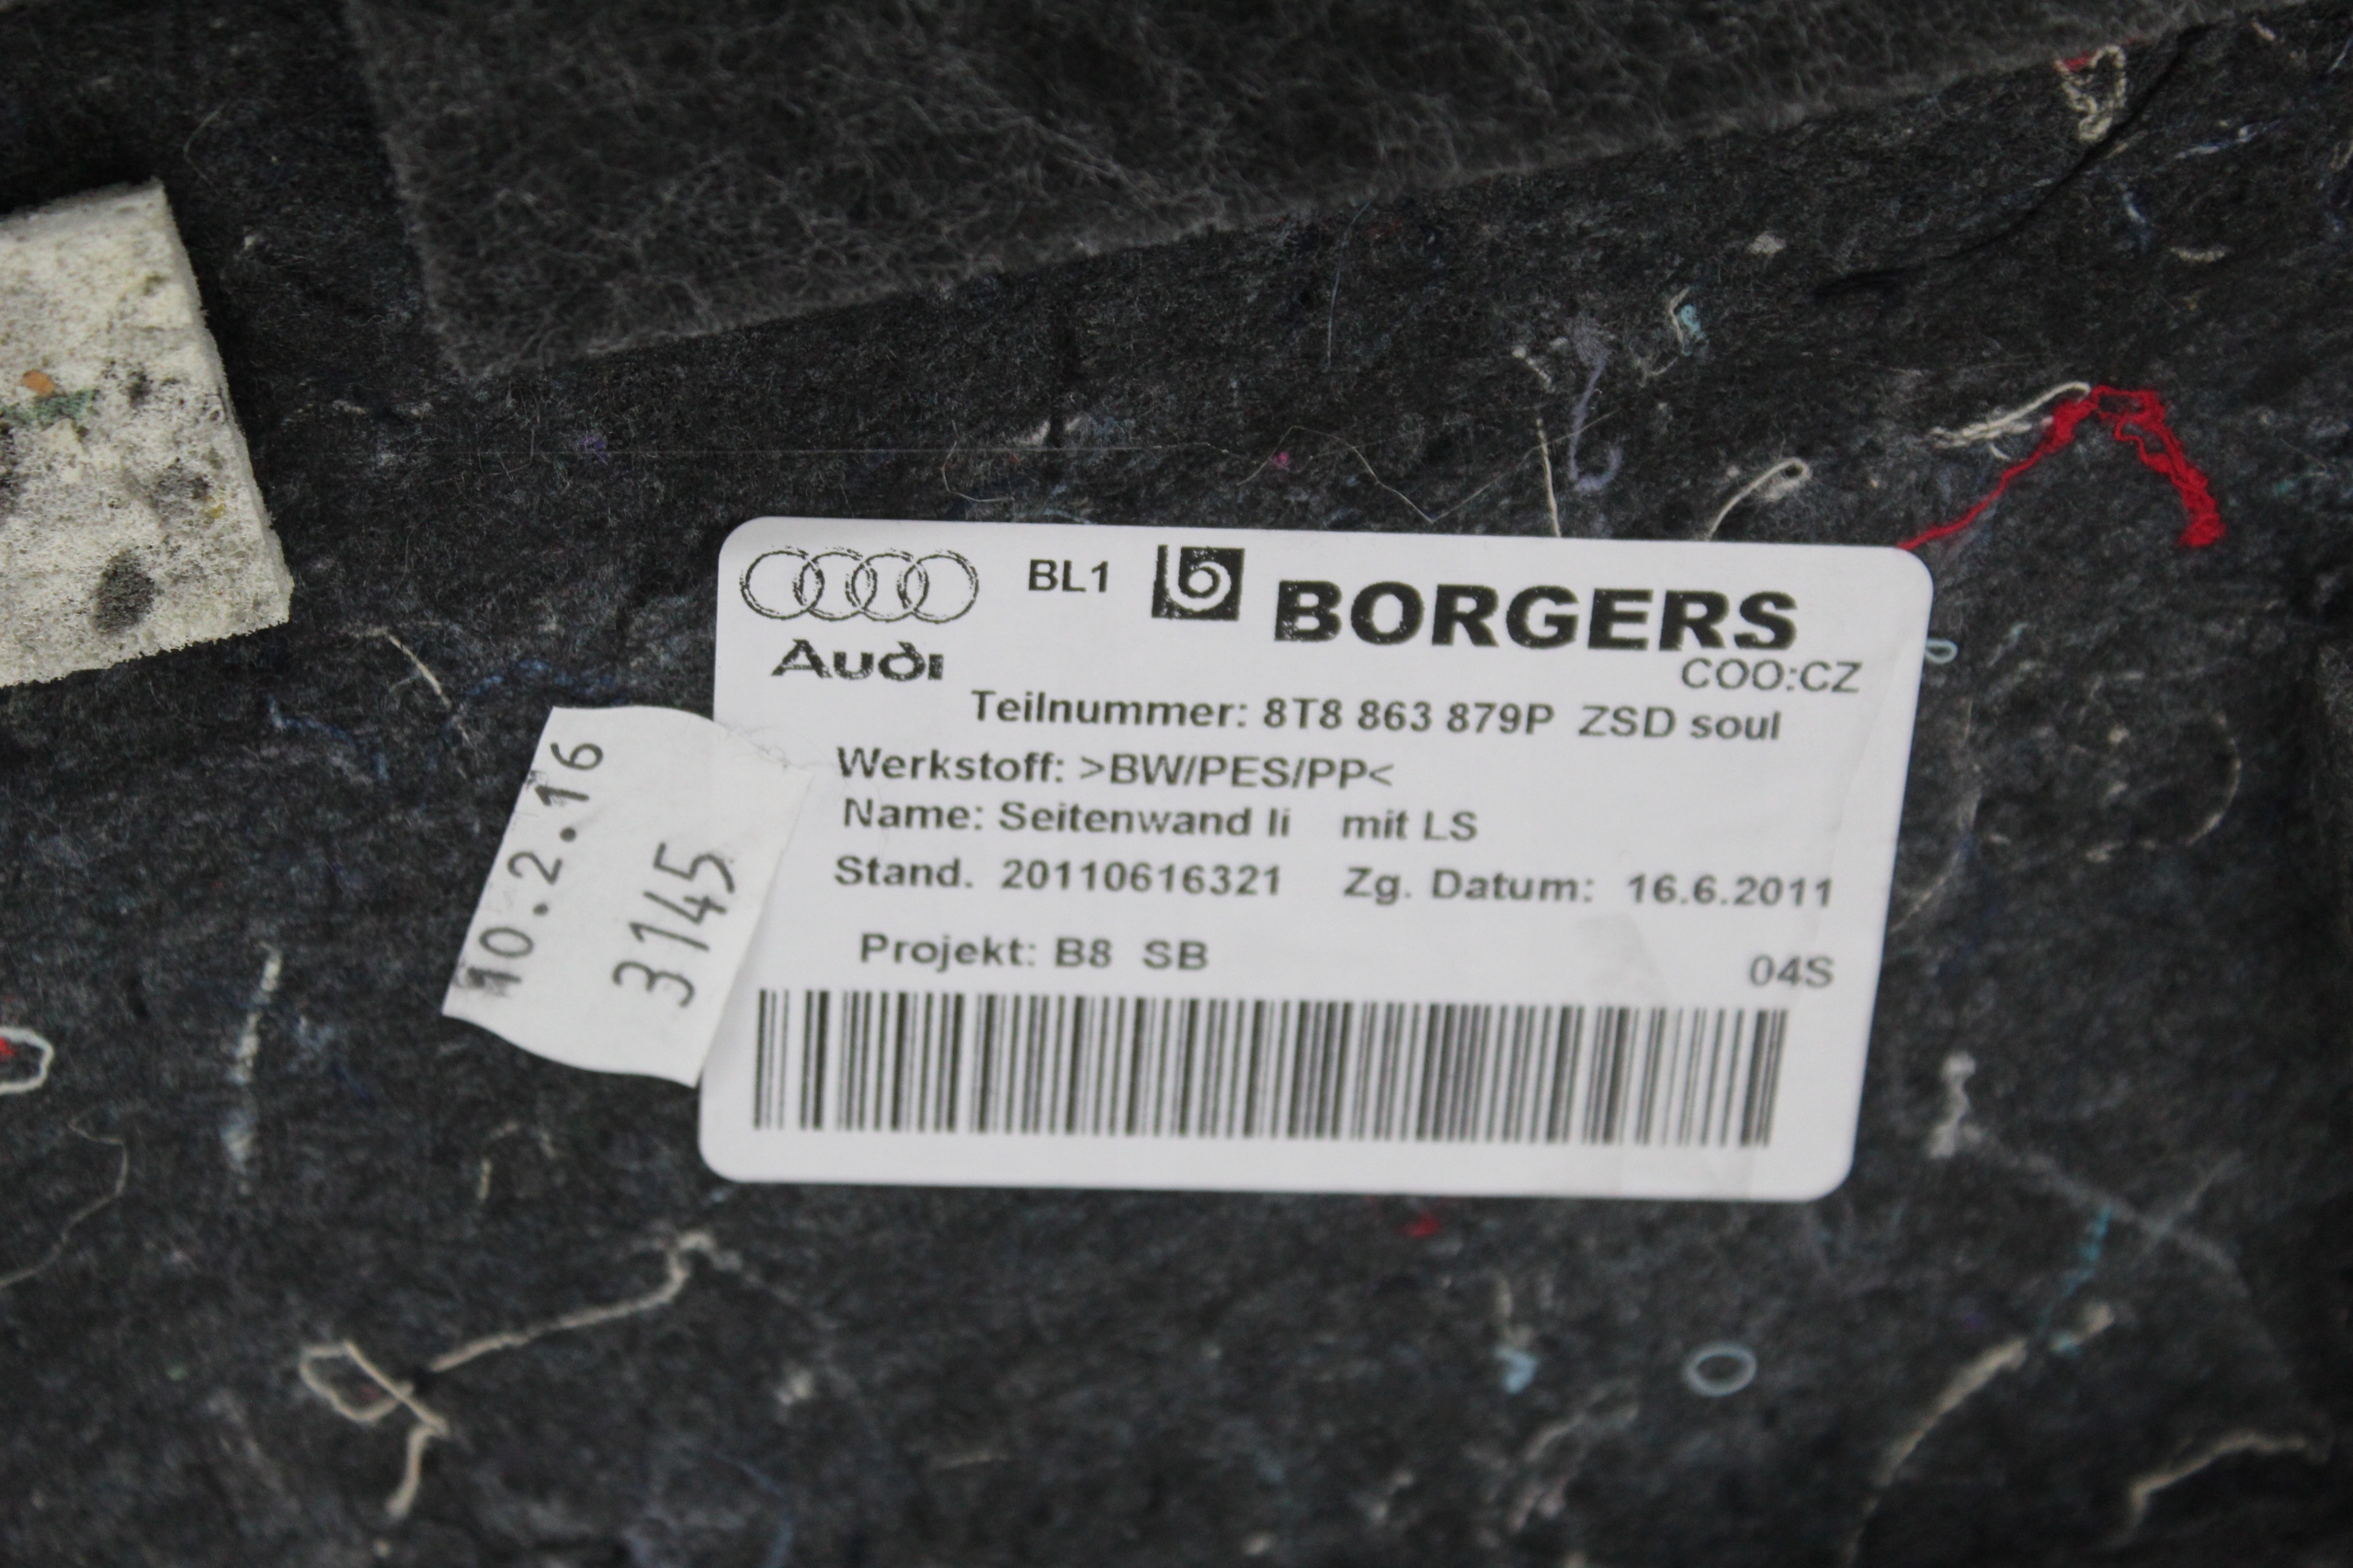 BL1 BORGERS
Audi
COO:CZ
Teilnummer: 8T8 863 879P ZSD soul
Werkstoff: >BW/PES/PP<
Name: Seitenwand li mit LS
Stand. 20110616321 Zg. Datum: 16.6.2011
Projekt: B8 SB 04S
10.2.16
3145